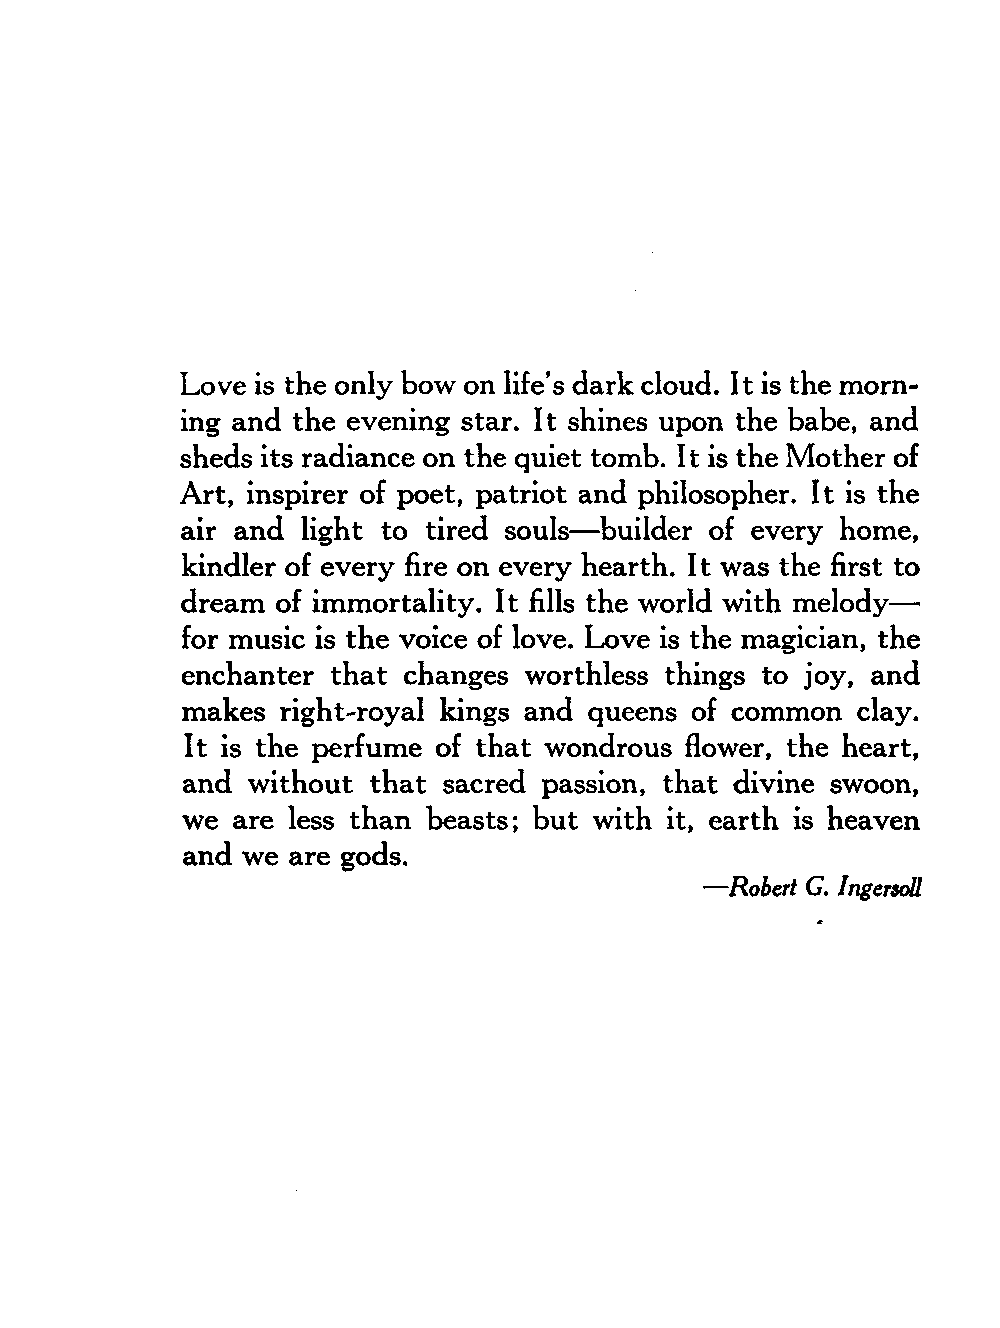 Love is the only bow on life's dark cloud. It is the morn-
ing and the evening star. It shines upon the babe, and
sheds its radiance on the quiet tomb. It is the Mother of
Art, inspirer of poet, patriot and philosopher. It is the
air and light to tired souls—builder of every home,
kindler of every fire on every hearth. It was the first to
dream of immortality. It fills the world with melody—
for music is the voice of love. Love is the magician, the
enchanter that changes worthless things to joy, and
makes right-royal kings and queens of common clay.
It is the perfume of that wondrous flower, the heart,
and without that sacred passion, that divine swoon,
we are less than beasts; but with it, earth is heaven
and we are gods.
—Robert G. Ingersoll